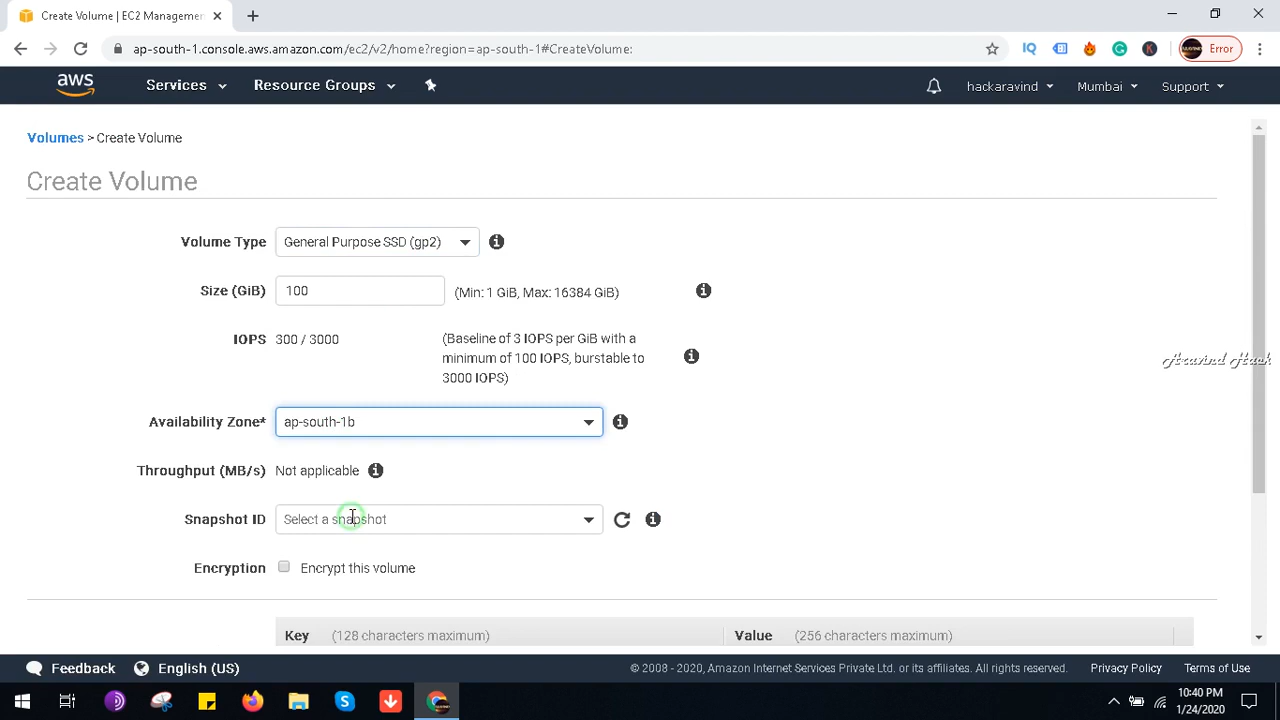 Create Volume | EC2 Managemen
ap-south-1.console.aws.amazon.com/ec2/v2/home?region=ap-south-1#CreateVolume:
IQ
Error
aws
Services
Resource Groups
hackaravind
Mumbai
Support
Volumes > Create Volume
Create Volume
Volume Type
General Purpose SSD (gp2)
Size (GiB)
100
(Min: 1 GiB, Max: 16384 GiB)
IOPS
300 / 3000
(Baseline of 3 IOPS per GiB with a
minimum of 100 IOPS, burstable to
3000 IOPS)
Aravind Hack
Availability Zone*
ap-south-1b
Throughput (MB/s)
Not applicable
Snapshot ID
Select a snapshot
Encryption
Encrypt this volume
Key (128 characters maximum)
Value (256 characters maximum)
Feedback
English (US)
© 2008 - 2020, Amazon Internet Services Private Ltd. or its affiliates. All rights reserved.
Privacy Policy
Terms of Use
10:40 PM
1/24/2020